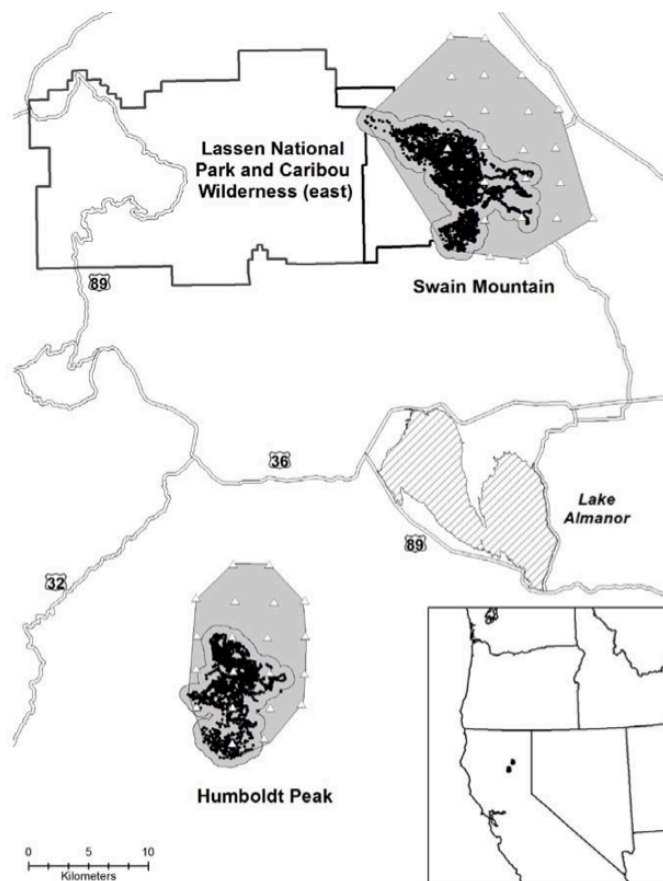 Lassen National
Park and Caribou
Wilderness (east)
89
Swain Mountain
36
Lake
Almanor
89
32
Humboldt Peak
0 5 10
Kilometers